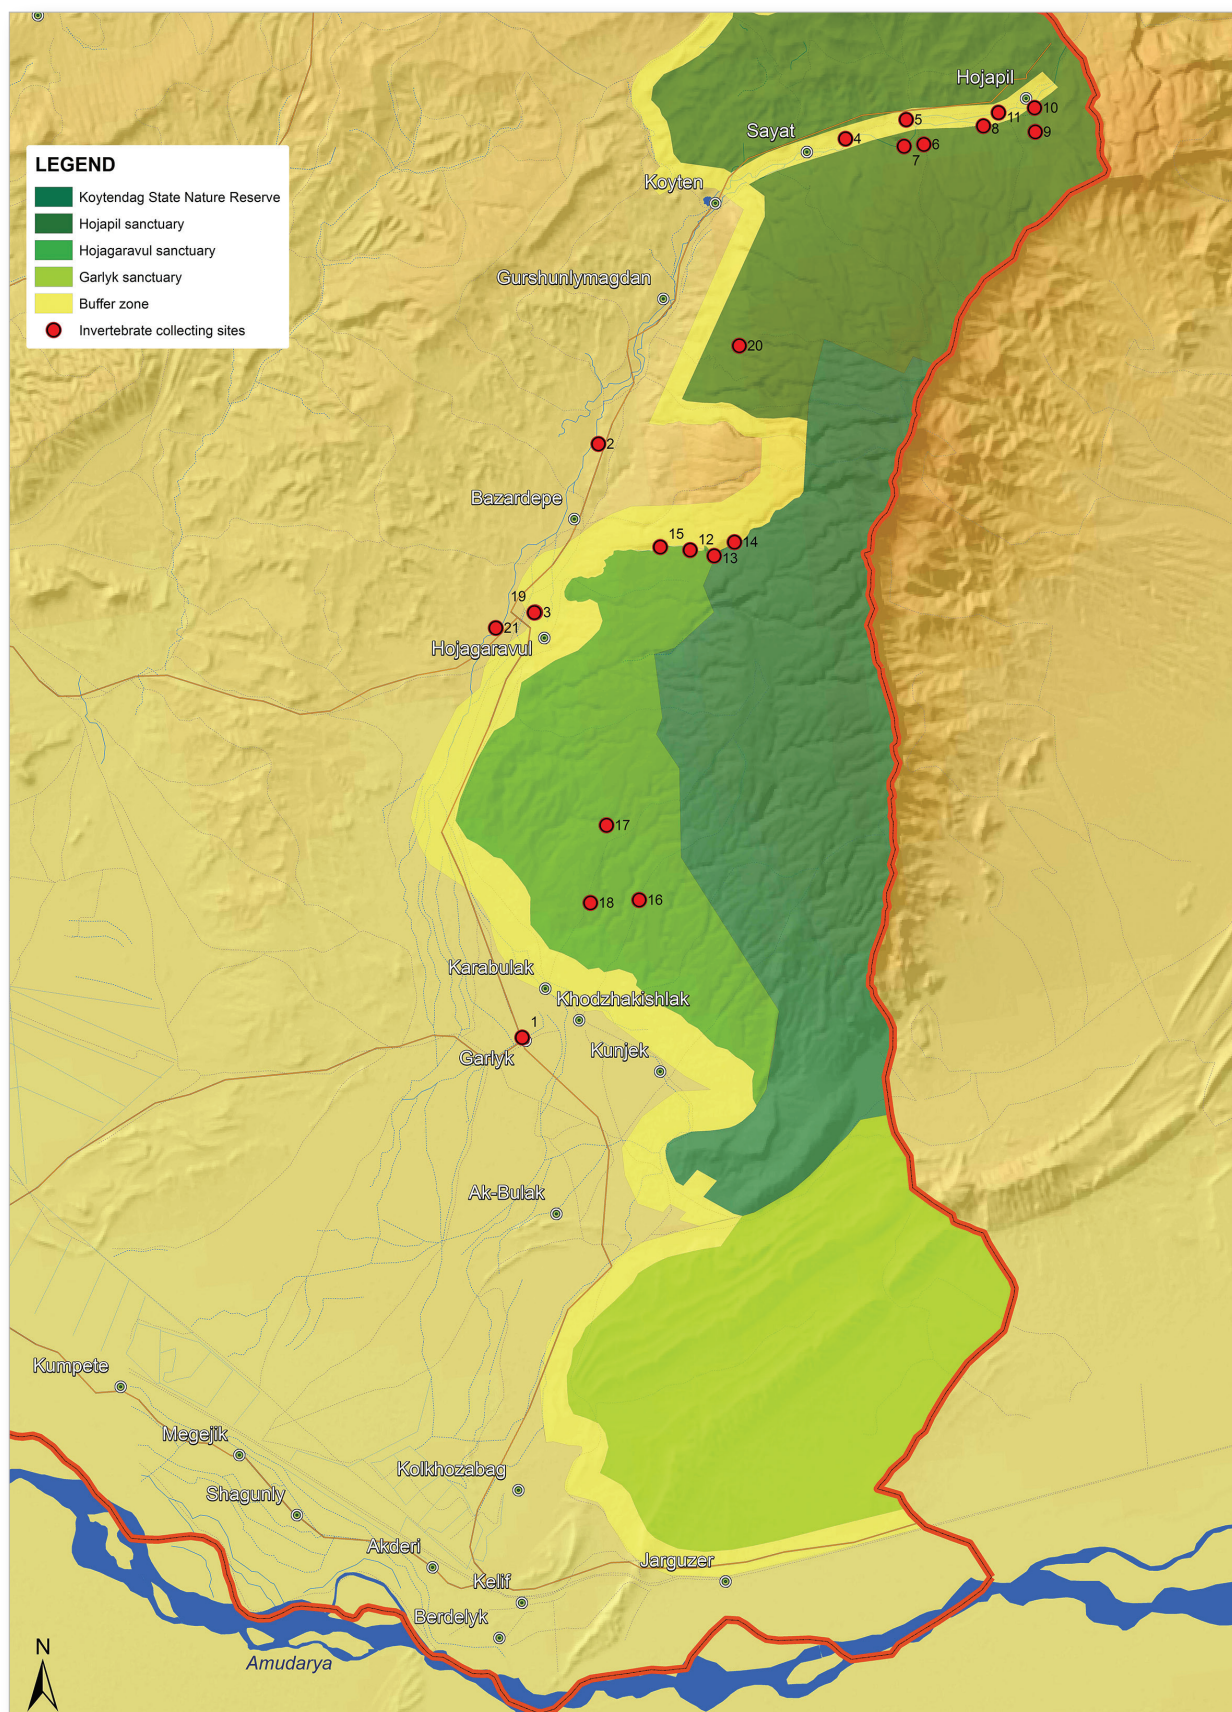 Hojapil
10
11
5
8
9
Sayat
4
6
7
Koyten
LEGEND
Koytendag State Nature Reserve
Hojapil sanctuary
Hojagaravul sanctuary
Garlyk sanctuary
Buffer zone
Invertebrate collecting sites
Gurshunlymagdan
20
2
Bazardepe
15
12
14
13
19
3
21
Hojagaravul
17
18
16
Karabulak
Khodzhakishlak
1
Garlyk
Kunjek
Ak-Bulak
Kumpete
Megejik
Kolkhozabag
Shagunly
Akderi
Jarguzer
Kelif
Berdelyk
N
Amudarya